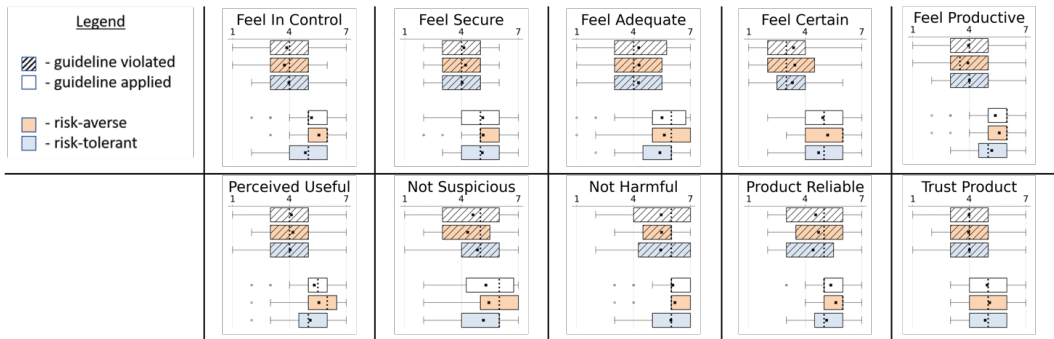 Legend
- guideline violated
- guideline applied
- risk-averse
- risk-tolerant
Feel In Control
1 4 7
Feel Secure
1 4 7
Feel Adequate
1 4 7
Feel Certain
1 4 7
Feel Productive
1 4 7
Perceived Useful
1 4 7
Not Suspicious
1 4 7
Not Harmful
1 4 7
Product Reliable
1 4 7
Trust Product
1 4 7